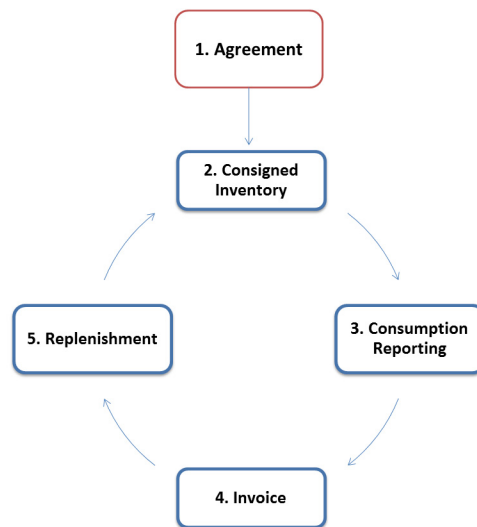 1. Agreement
2. Consigned
Inventory
3. Consumption
Reporting
4. Invoice
5. Replenishment